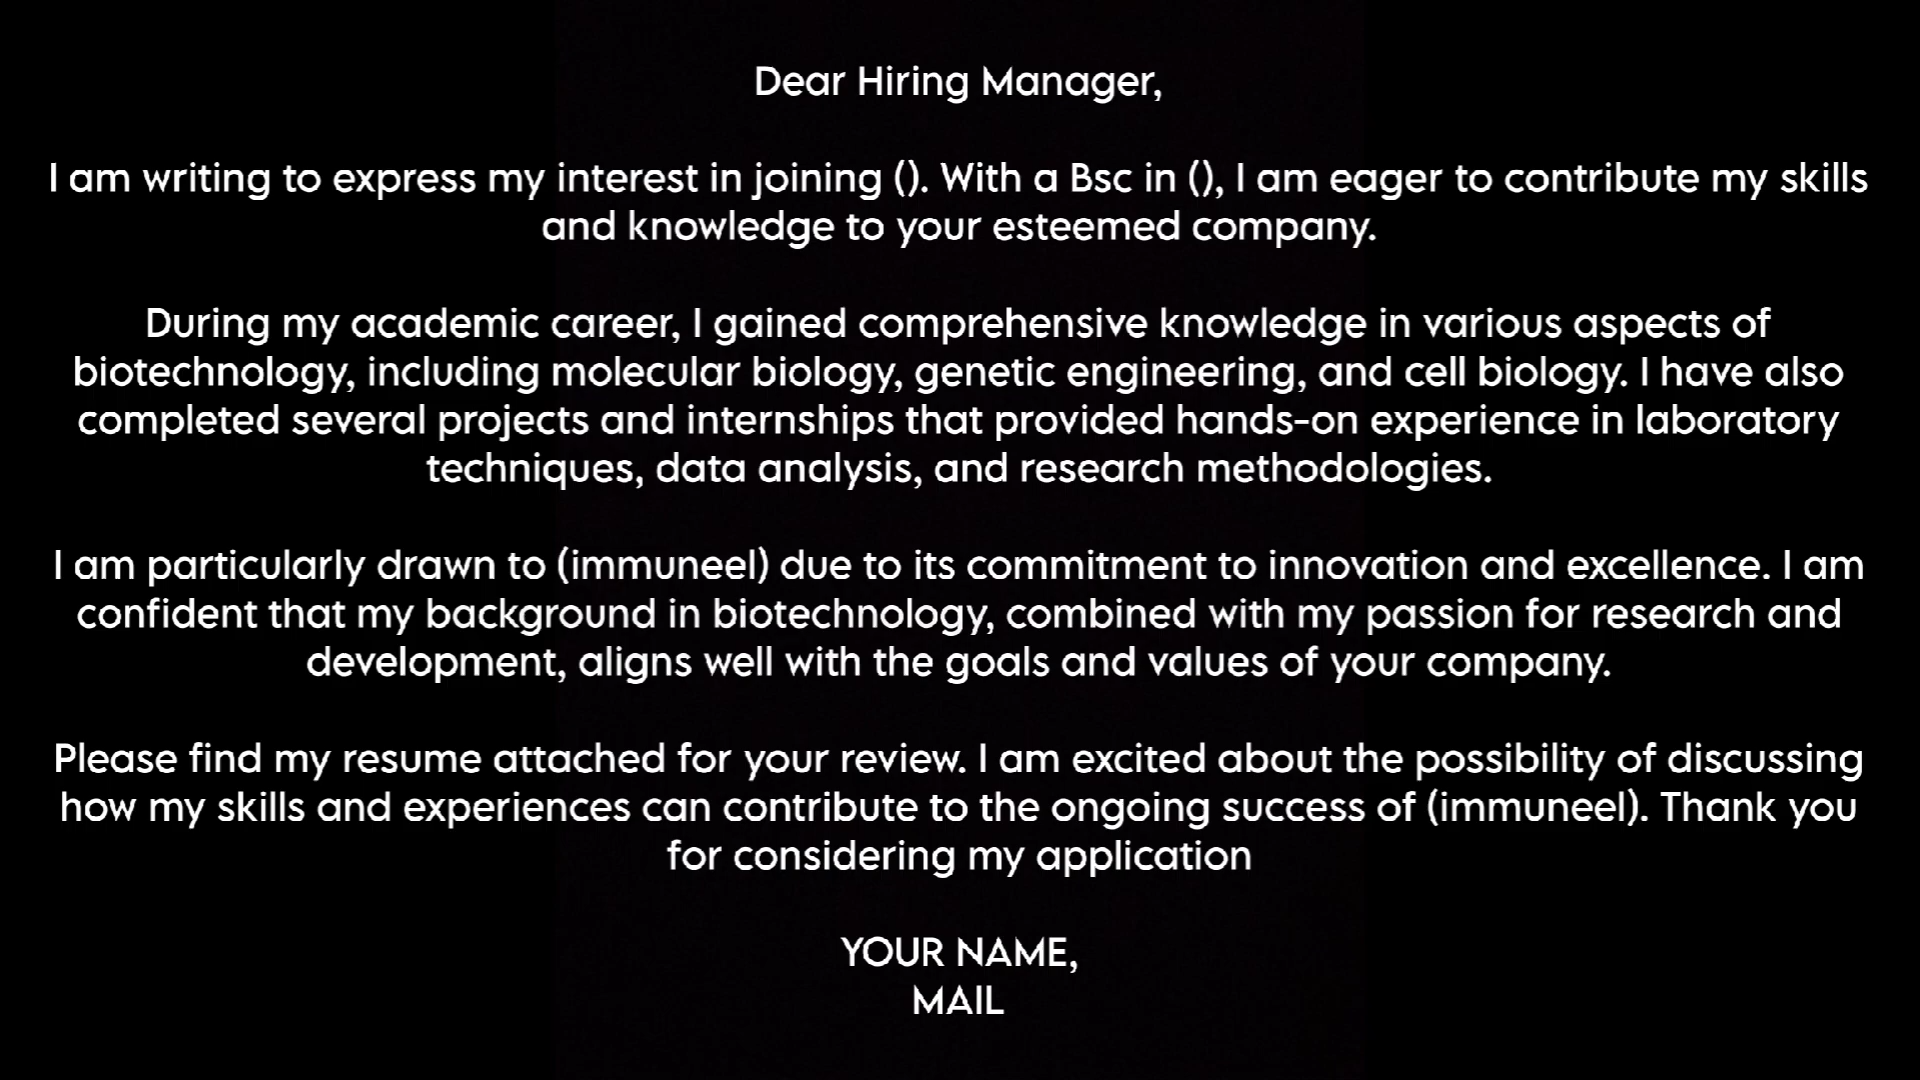 Dear Hiring Manager,
I am writing to express my interest in joining (). With a Bsc in (), I am eager to contribute my skills
and knowledge to your esteemed company.
During my academic career, I gained comprehensive knowledge in various aspects of
biotechnology, including molecular biology, genetic engineering, and cell biology. I have also
completed several projects and internships that provided hands-on experience in laboratory
techniques, data analysis, and research methodologies.
I am particularly drawn to (immuneel) due to its commitment to innovation and excellence. I am
confident that my background in biotechnology, combined with my passion for research and
development, aligns well with the goals and values of your company.
Please find my resume attached for your review. I am excited about the possibility of discussing
how my skills and experiences can contribute to the ongoing success of (immuneel). Thank you
for considering my application
YOUR NAME,
MAIL